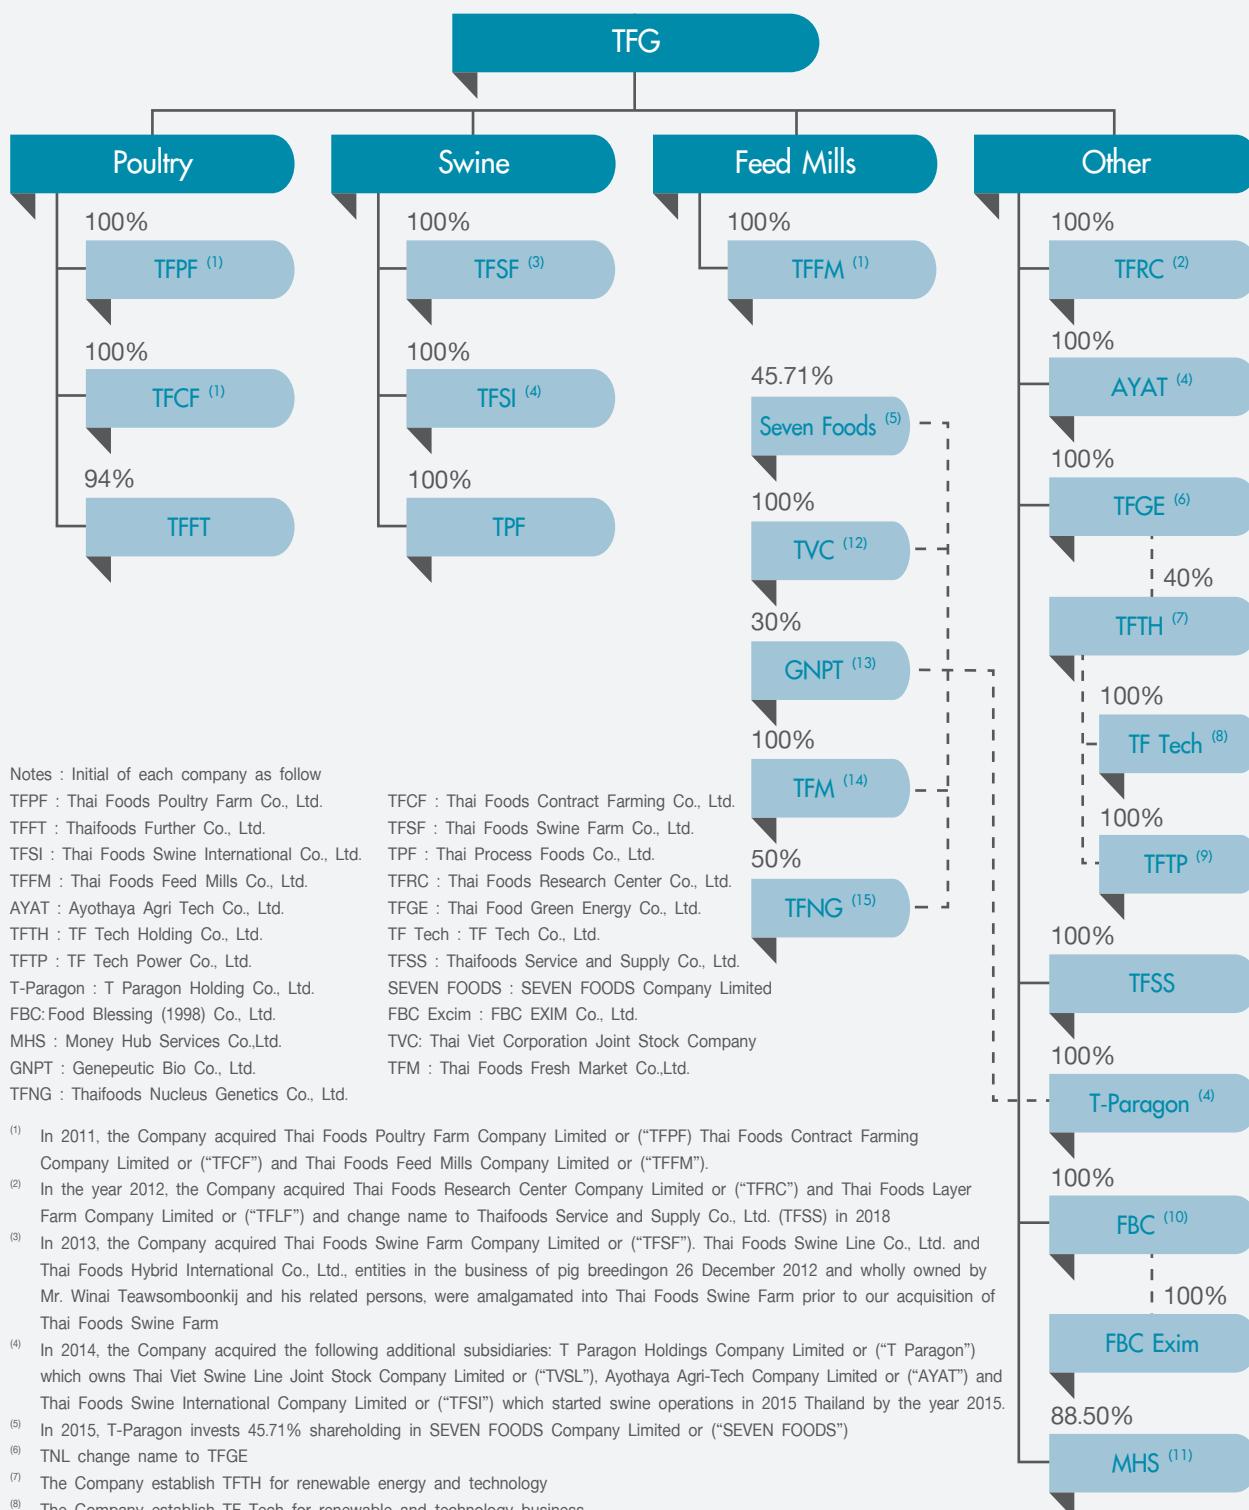 TFG
Poultry
100%
TFPF (1)
100%
TFCF (1)
94%
TFFT
Swine
100%
TFSF (3)
100%
TFSI (4)
100%
TPF
Feed Mills
100%
TFFM (1)
45.71%
Seven Foods (5)
100%
TVC (12)
30%
GNPT (13)
100%
TFM (14)
50%
TFNG (15)
Other
100%
TFRC (2)
100%
AYAT (4)
100%
TFGE (6)
40%
TFTH (7)
100%
TF Tech (8)
100%
TFTP (9)
100%
TFSS
100%
T-Paragon (4)
100%
FBC (10)
100%
FBC Exim
88.50%
MHS (11)
Notes : Initial of each company as follow
TFPF : Thai Foods Poultry Farm Co., Ltd.
TFCF : Thai Foods Contract Farming Co., Ltd.
TFFT : Thaifoods Further Co., Ltd.
TFSF : Thai Foods Swine Farm Co., Ltd.
TFSI : Thai Foods Swine International Co., Ltd.
TPF : Thai Process Foods Co., Ltd.
TFFM : Thai Foods Feed Mills Co., Ltd.
TFRC : Thai Foods Research Center Co., Ltd.
AYAT : Ayothaya Agri Tech Co., Ltd.
TFGE : Thai Food Green Energy Co., Ltd.
TFTH : TF Tech Holding Co., Ltd.
TF Tech : TF Tech Co., Ltd.
TFTP : TF Tech Power Co., Ltd.
TFSS : Thaifoods Service and Supply Co., Ltd.
T-Paragon : T Paragon Holding Co., Ltd.
SEVEN FOODS : SEVEN FOODS Company Limited
FBC: Food Blessing (1998) Co., Ltd.
FBC Excim : FBC EXIM Co., Ltd.
MHS : Money Hub Services Co.,Ltd.
TVC: Thai Viet Corporation Joint Stock Company
GNPT : Genepeutic Bio Co., Ltd.
TFM : Thai Foods Fresh Market Co.,Ltd.
TFNG : Thaifoods Nucleus Genetics Co., Ltd.
(1) In 2011, the Company acquired Thai Foods Poultry Farm Company Limited or (“TFPF) Thai Foods Contract Farming
Company Limited or (“TFCF”) and Thai Foods Feed Mills Company Limited or (“TFFM”).
(2) In the year 2012, the Company acquired Thai Foods Research Center Company Limited or (“TFRC”) and Thai Foods Layer
Farm Company Limited or (“TFLF”) and change name to Thaifoods Service and Supply Co., Ltd. (TFSS) in 2018
(3) In 2013, the Company acquired Thai Foods Swine Farm Company Limited or (“TFSF”). Thai Foods Swine Line Co., Ltd. and
Thai Foods Hybrid International Co., Ltd., entities in the business of pig breedingon 26 December 2012 and wholly owned by
Mr. Winai Teawsomboonkij and his related persons, were amalgamated into Thai Foods Swine Farm prior to our acquisition of
Thai Foods Swine Farm
(4) In 2014, the Company acquired the following additional subsidiaries: T Paragon Holdings Company Limited or (“T Paragon”)
which owns Thai Viet Swine Line Joint Stock Company Limited or (“TVSL”), Ayothaya Agri-Tech Company Limited or (“AYAT”) and
Thai Foods Swine International Company Limited or (“TFSI”) which started swine operations in 2015 Thailand by the year 2015.
(5) In 2015, T-Paragon invests 45.71% shareholding in SEVEN FOODS Company Limited or (“SEVEN FOODS”)
(6) TNL change name to TFGE
(7) The Company establish TFTH for renewable energy and technology
(8) The Company establish TF Tech for renewable and technology business